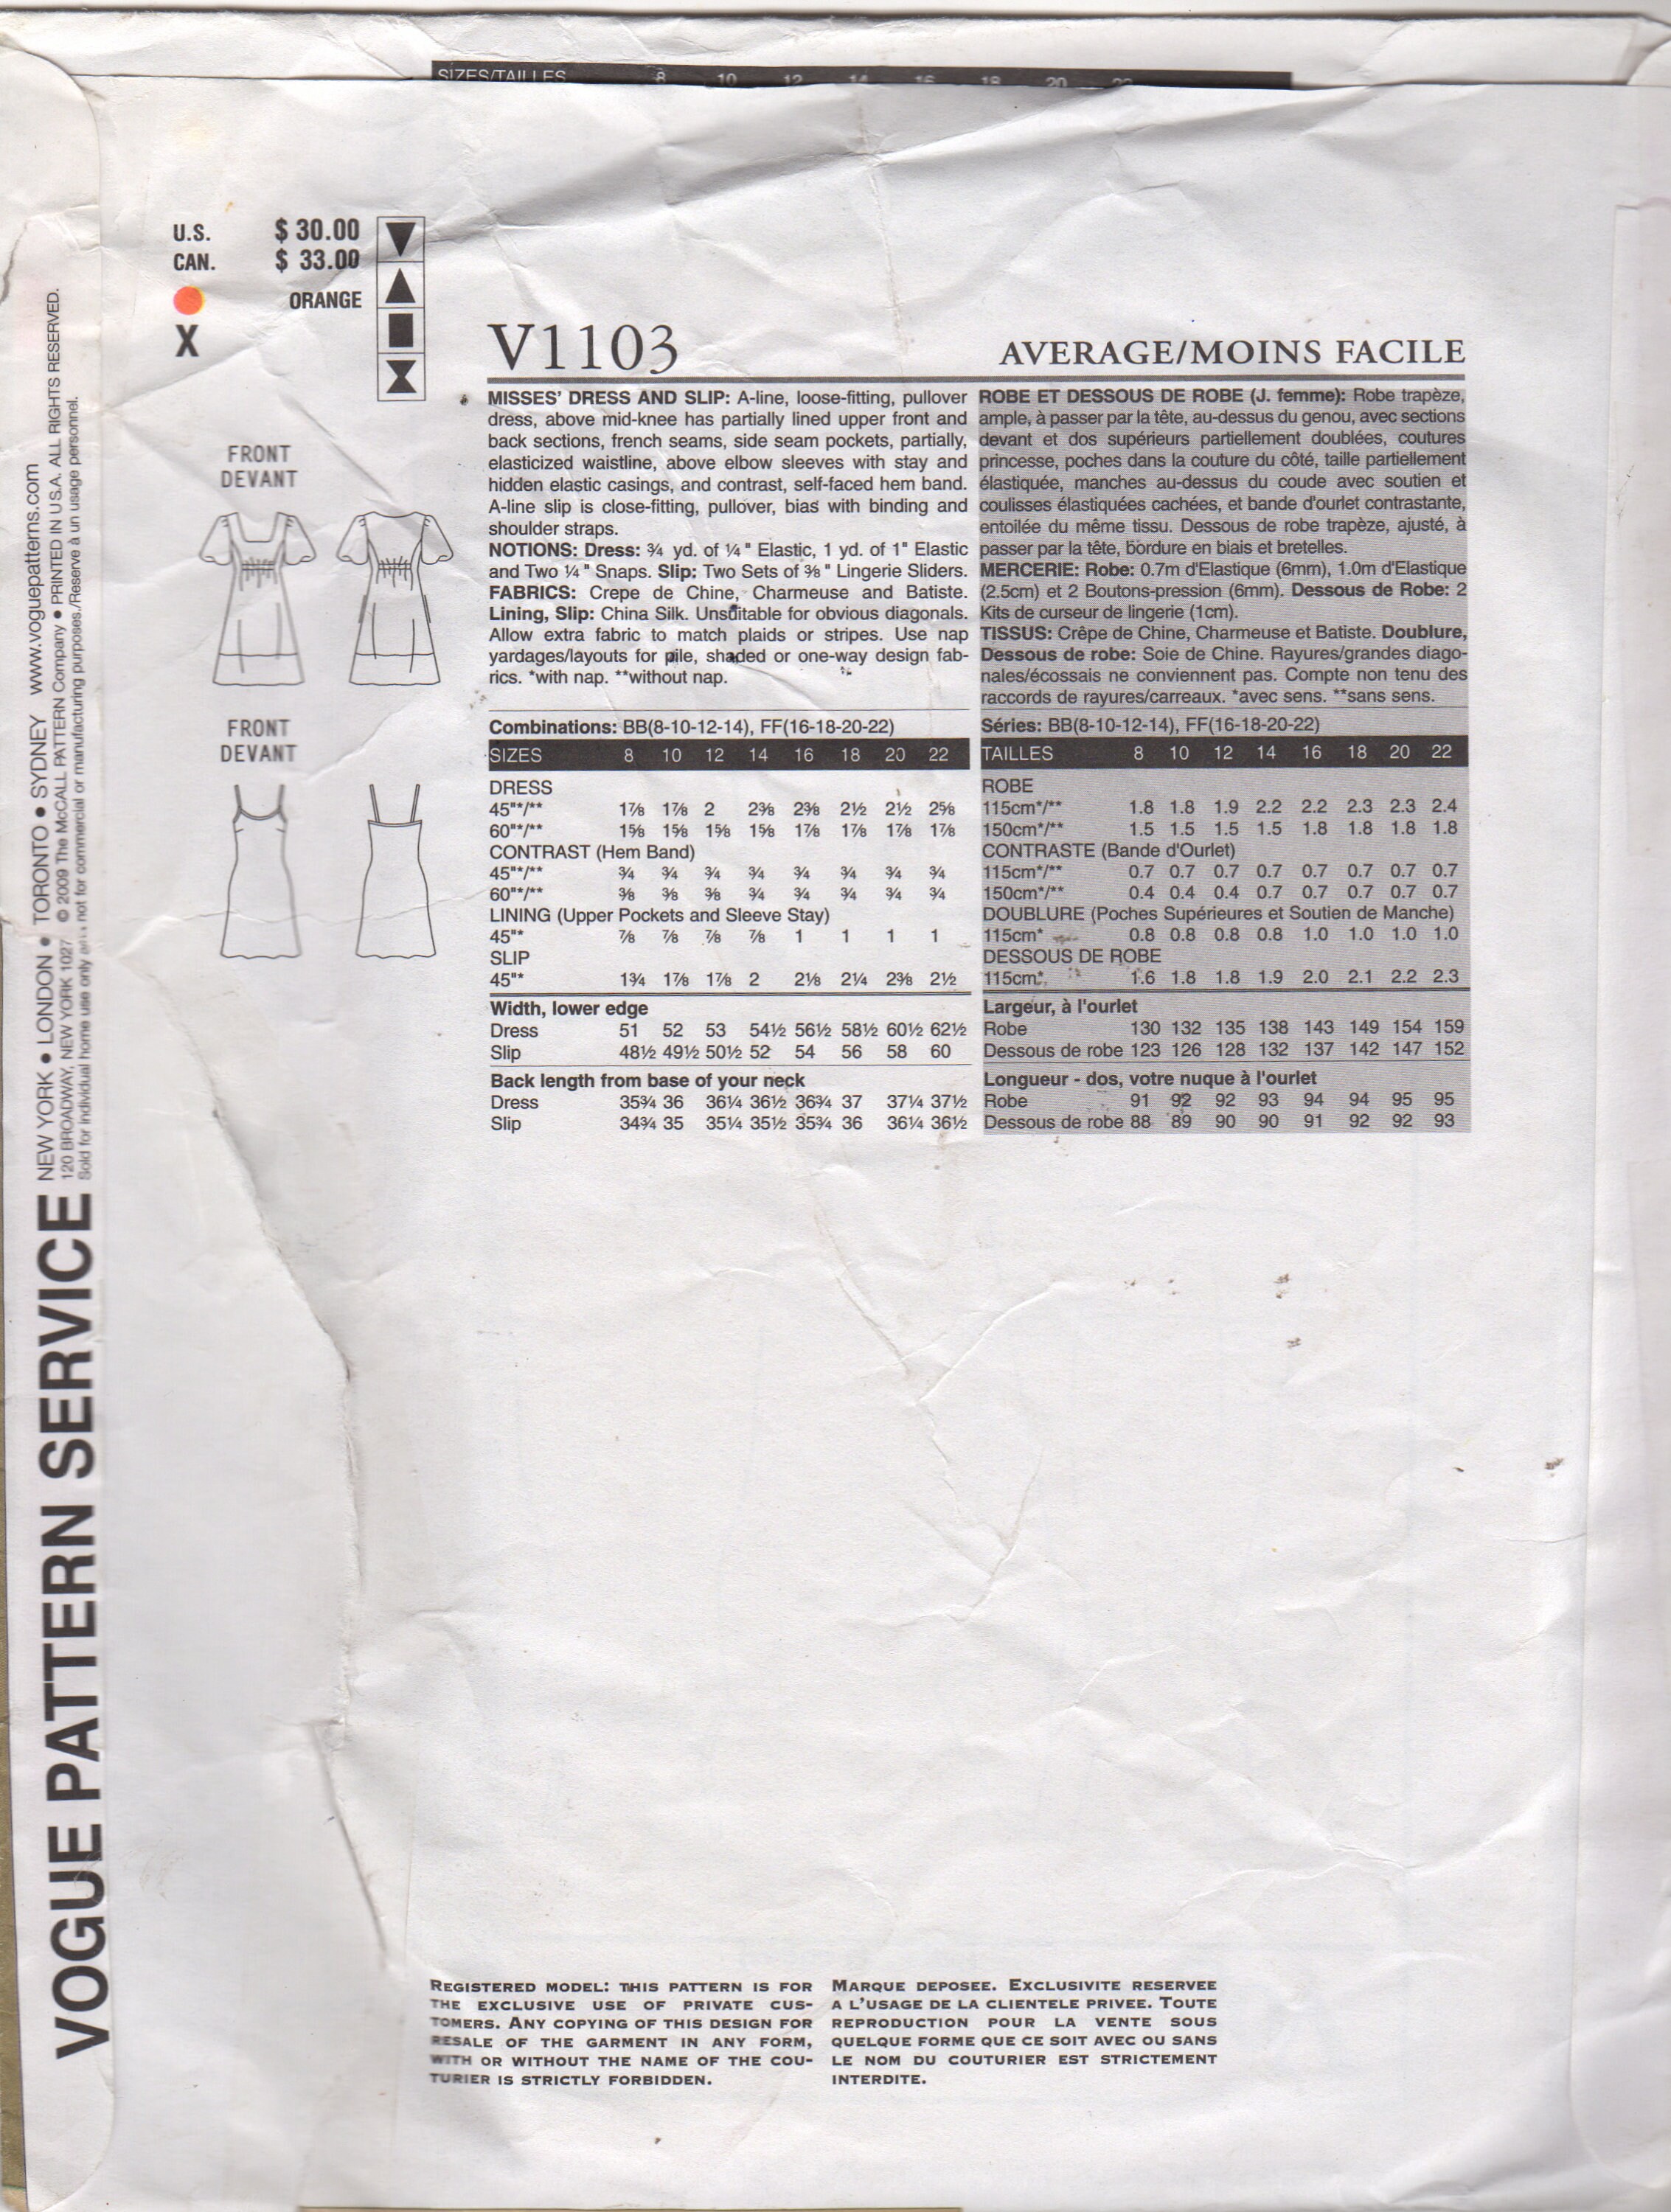 SIZES/TAILLES 8 10 12 14 16 18 20 22
U.S. $ 30.00
CAN. $ 33.00
ORANGE
X
FRONT
DEVANT
FRONT
DEVANT
V1103
AVERAGE/MOINS FACILE
MISSES' DRESS AND SLIP: A-line, loose-fitting, pullover
dress, above mid-knee has partially lined upper front and
back sections, french seams, side seam pockets, partially,
elasticized waistline, above elbow sleeves with stay and
hidden elastic casings, and contrast, self-faced hem band.
A-line slip is close-fitting, pullover, bias with binding and
shoulder straps.
NOTIONS: Dress: ¾ yd. of ¼" Elastic, 1 yd. of 1" Elastic
and Two ¼" Snaps. Slip: Two Sets of ⅜" Lingerie Sliders.
FABRICS: Crepe de Chine, Charmeuse and Batiste.
Lining, Slip: China Silk. Unsuitable for obvious diagonals.
Allow extra fabric to match plaids or stripes. Use nap
yardages/layouts for pile, shaded or one-way design fab-
rics. *with nap. **without nap.
Combinations: BB(8-10-12-14), FF(16-18-20-22)
SIZES 8 10 12 14 16 18 20 22
DRESS
45"*/** 1⅞ 1⅞ 2 2⅜ 2⅜ 2½ 2½ 2⅝
60"*/** 1⅝ 1⅝ 1⅝ 1⅝ 1⅞ 1⅞ 1⅞ 1⅞
CONTRAST (Hem Band)
45"*/** ¾ ¾ ¾ ¾ ¾ ¾ ¾ ¾
60"*/** ⅜ ⅜ ⅜ ¾ ¾ ¾ ¾ ¾
LINING (Upper Pockets and Sleeve Stay)
45"* ⅞ ⅞ ⅞ ⅞ 1 1 1 1
SLIP
45"* 1¾ 1⅞ 1⅞ 2 2⅛ 2¼ 2⅜ 2½
Width, lower edge
Dress 51 52 53 54½ 56½ 58½ 60½ 62½
Slip 48½ 49½ 50½ 52 54 56 58 60
Back length from base of your neck
Dress 35¾ 36 36¼ 36½ 36¾ 37 37¼ 37½
Slip 34¾ 35 35¼ 35½ 35¾ 36 36¼ 36½
ROBE ET DESSOUS DE ROBE (J. femme): Robe trapèze,
ample, à passer par la tête, au-dessus du genou, avec sections
devant et dos supérieurs partiellement doublées, coutures
princesse, poches dans la couture du côté, taille partiellement
élastiquée, manches au-dessus du coude avec soutien et
coulisses élastiquées cachées, et bande d'ourlet contrastante,
entoilée du même tissu. Dessous de robe trapèze, ajusté, à
passer par la tête, bordure en biais et bretelles.
MERCERIE: Robe: 0.7m d'Elastique (6mm), 1.0m d'Elastique
(2.5cm) et 2 Boutons-pression (6mm). Dessous de Robe: 2
Kits de curseur de lingerie (1cm).
TISSUS: Crêpe de Chine, Charmeuse et Batiste. Doublure,
Dessous de robe: Soie de Chine. Rayures/grandes diago-
nales/écossais ne conviennent pas. Compte non tenu des
raccords de rayures/carreaux. *avec sens. **sans sens.
Séries: BB(8-10-12-14), FF(16-18-20-22)
TAILLES 8 10 12 14 16 18 20 22
ROBE
115cm*/** 1.8 1.8 1.9 2.2 2.2 2.3 2.3 2.4
150cm*/** 1.5 1.5 1.5 1.5 1.8 1.8 1.8 1.8
CONTRASTE (Bande d'Ourlet)
115cm*/** 0.7 0.7 0.7 0.7 0.7 0.7 0.7 0.7
150cm*/** 0.4 0.4 0.4 0.7 0.7 0.7 0.7 0.7
DOUBLURE (Poches Supérieures et Soutien de Manche)
115cm* 0.8 0.8 0.8 0.8 1.0 1.0 1.0 1.0
DESSOUS DE ROBE
115cm* 1.6 1.8 1.8 1.9 2.0 2.1 2.2 2.3
Largeur, à l'ourlet
Robe 130 132 135 138 143 149 154 159
Dessous de robe 123 126 128 132 137 142 147 152
Longueur - dos, votre nuque à l'ourlet
Robe 91 92 92 93 94 94 95 95
Dessous de robe 88 89 90 90 91 92 92 93
VOGUE PATTERN SERVICE
NEW YORK • LONDON • TORONTO • SYDNEY www.voguepatterns.com
120 BROADWAY, NEW YORK, NEW YORK 1027 © 2009 The McCALL PATTERN Company • PRINTED IN U.S.A. ALL RIGHTS RESERVED.
Sold for individual home use only not for commercial or manufacturing purposes./Reserve à un usage personnel.
REGISTERED MODEL: THIS PATTERN IS FOR
THE EXCLUSIVE USE OF PRIVATE CUS-
TOMERS. ANY COPYING OF THIS DESIGN FOR
RESALE OF THE GARMENT IN ANY FORM,
WITH OR WITHOUT THE NAME OF THE COU-
TURIER IS STRICTLY FORBIDDEN.
MARQUE DEPOSEE. EXCLUSIVITE RESERVEE
A L'USAGE DE LA CLIENTELE PRIVEE. TOUTE
REPRODUCTION POUR LA VENTE SOUS
QUELQUE FORME QUE CE SOIT AVEC OU SANS
LE NOM DU COUTURIER EST STRICTEMENT
INTERDITE.